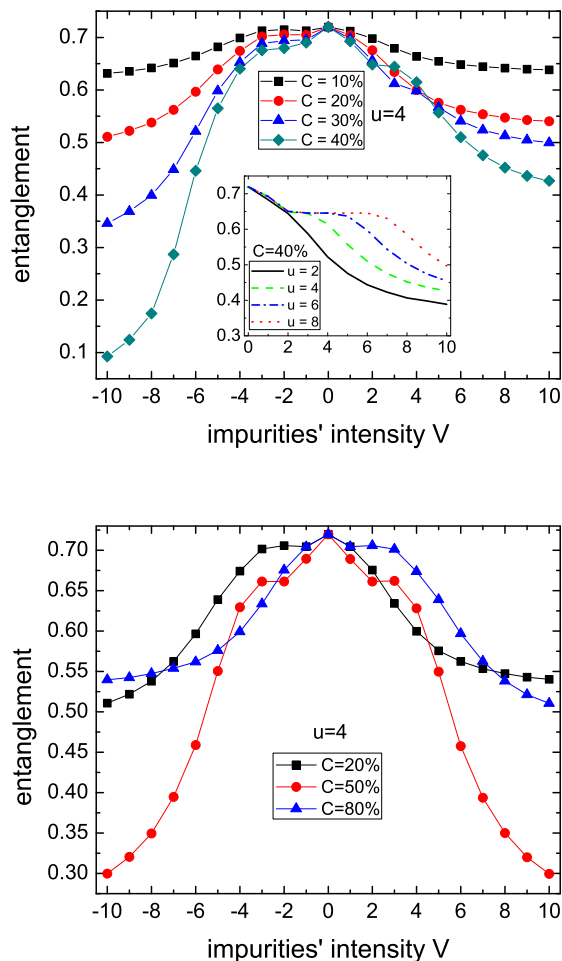 0.7
0.6
0.5
0.4
0.3
0.2
0.1
entanglement
C = 10%
C = 20%
C = 30%
C = 40%
u=4
0.7
0.6
0.5
0.4
0.3
C=40%
u = 2
u = 4
u = 6
u = 8
0 2 4 6 8 10
-10 -8 -6 -4 -2 0 2 4 6 8 10
impurities' intensity V
0.70
0.65
0.60
0.55
0.50
0.45
0.40
0.35
0.30
entanglement
u=4
C=20%
C=50%
C=80%
-10 -8 -6 -4 -2 0 2 4 6 8 10
impurities' intensity V